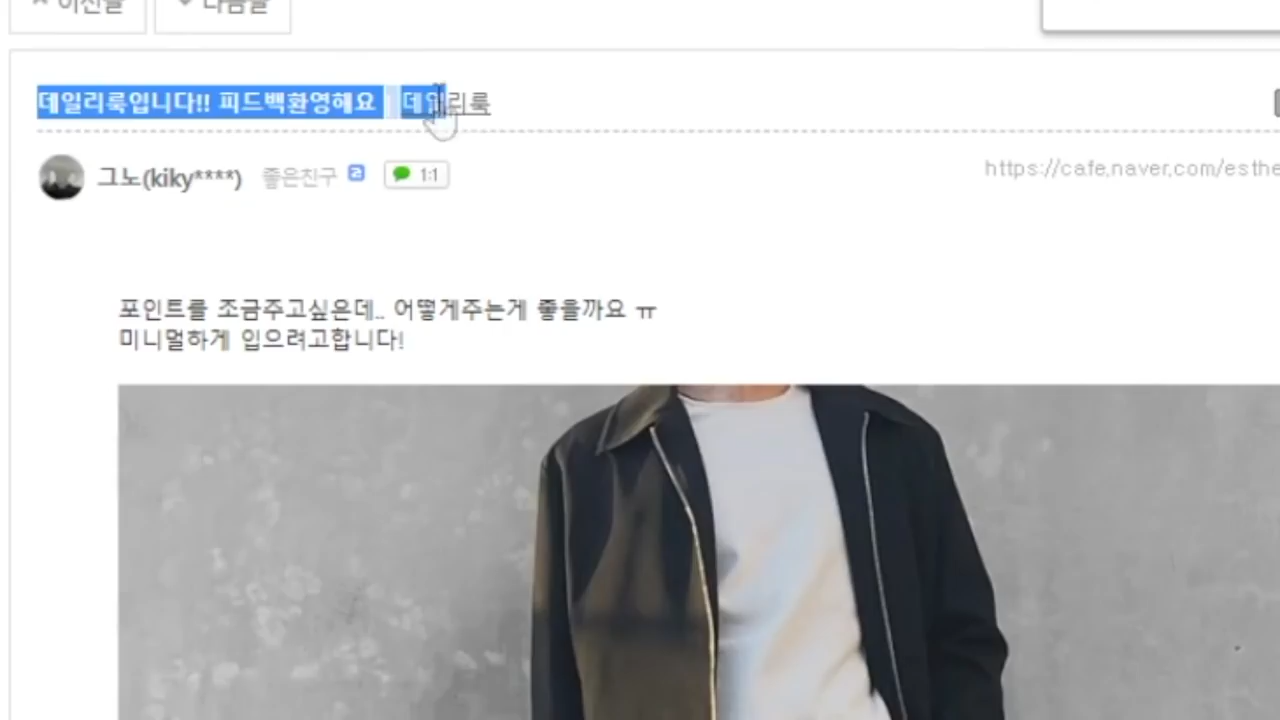 이전글 다음글
데일리룩입니다!! 피드백환영해요 | 데일리룩
그노(kiky****) 좋은친구 1:1
https://cafe.naver.com/esthe
포인트를 조금주고싶은데.. 어떻게주는게 좋을까요 ㅠ
미니멀하게 입으려고합니다!